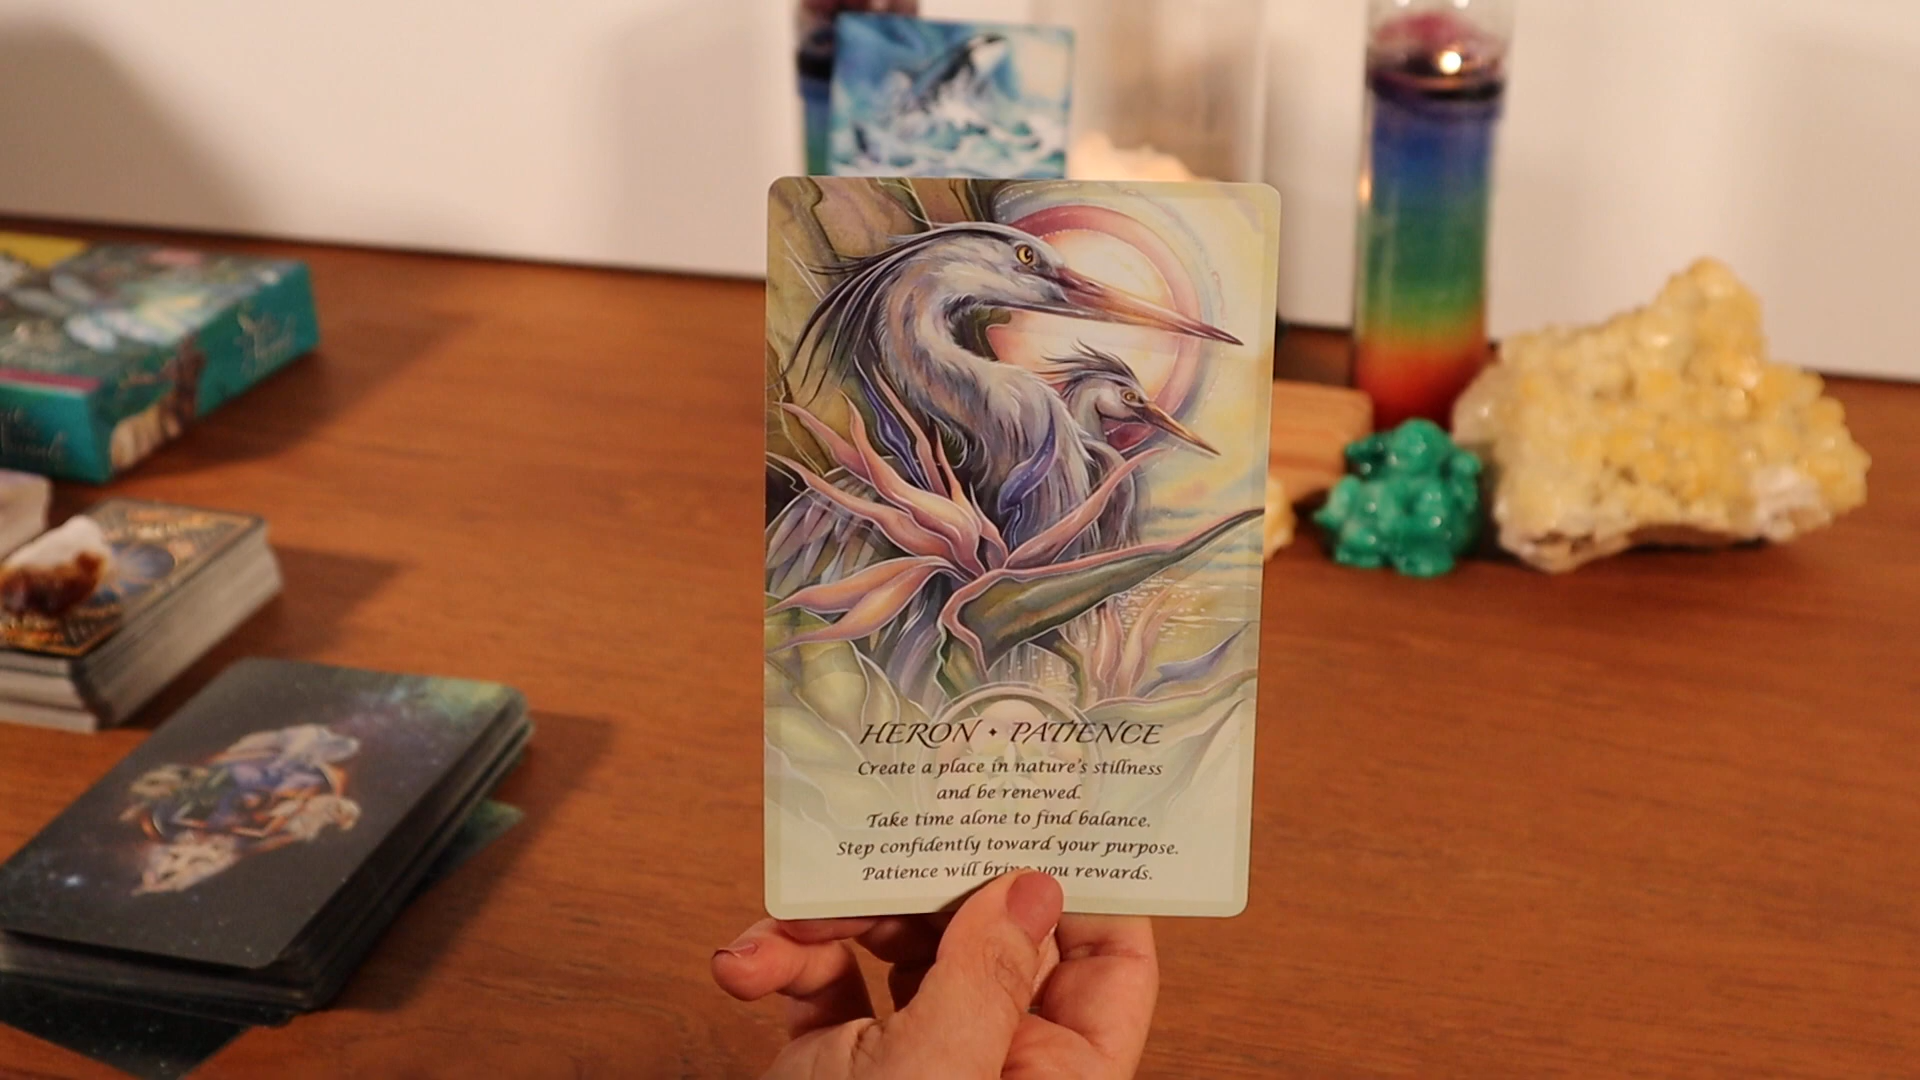 HERON • PATIENCE
Create a place in nature's stillness
and be renewed.
Take time alone to find balance.
Step confidently toward your purpose.
Patience will you rewards.